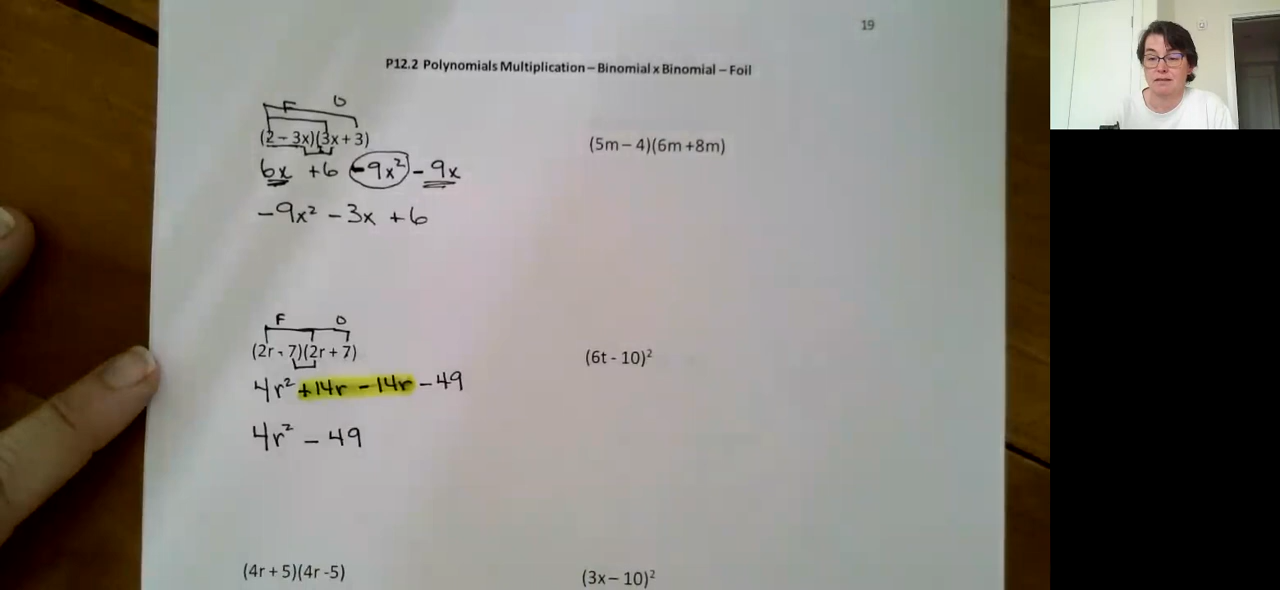 19
P12.2 Polynomials Multiplication – Binomial x Binomial – Foil
F O
(2 – 3x)(3x + 3)
6x +6 -9x² - 9x
-9x² - 3x + 6
(5m – 4)(6m +8m)
F O
(2r - 7)(2r + 7)
4r² +14r - 14r - 49
4r² - 49
(6t - 10)²
(4r + 5)(4r -5)
(3x – 10)²